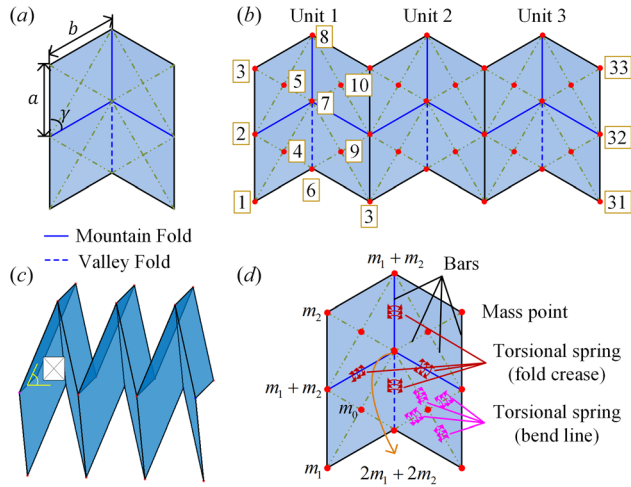 (a)
b
a
γ
Mountain Fold
Valley Fold
(b)
Unit 1
Unit 2
Unit 3
8
3
5
10
33
7
2
32
4
9
1
6
3
31
(c)
(d)
m₁ + m₂
Bars
m₂
Mass point
Torsional spring
(fold crease)
m₁ + m₂
m₀
Torsional spring
(bend line)
m₁
2m₁ + 2m₂